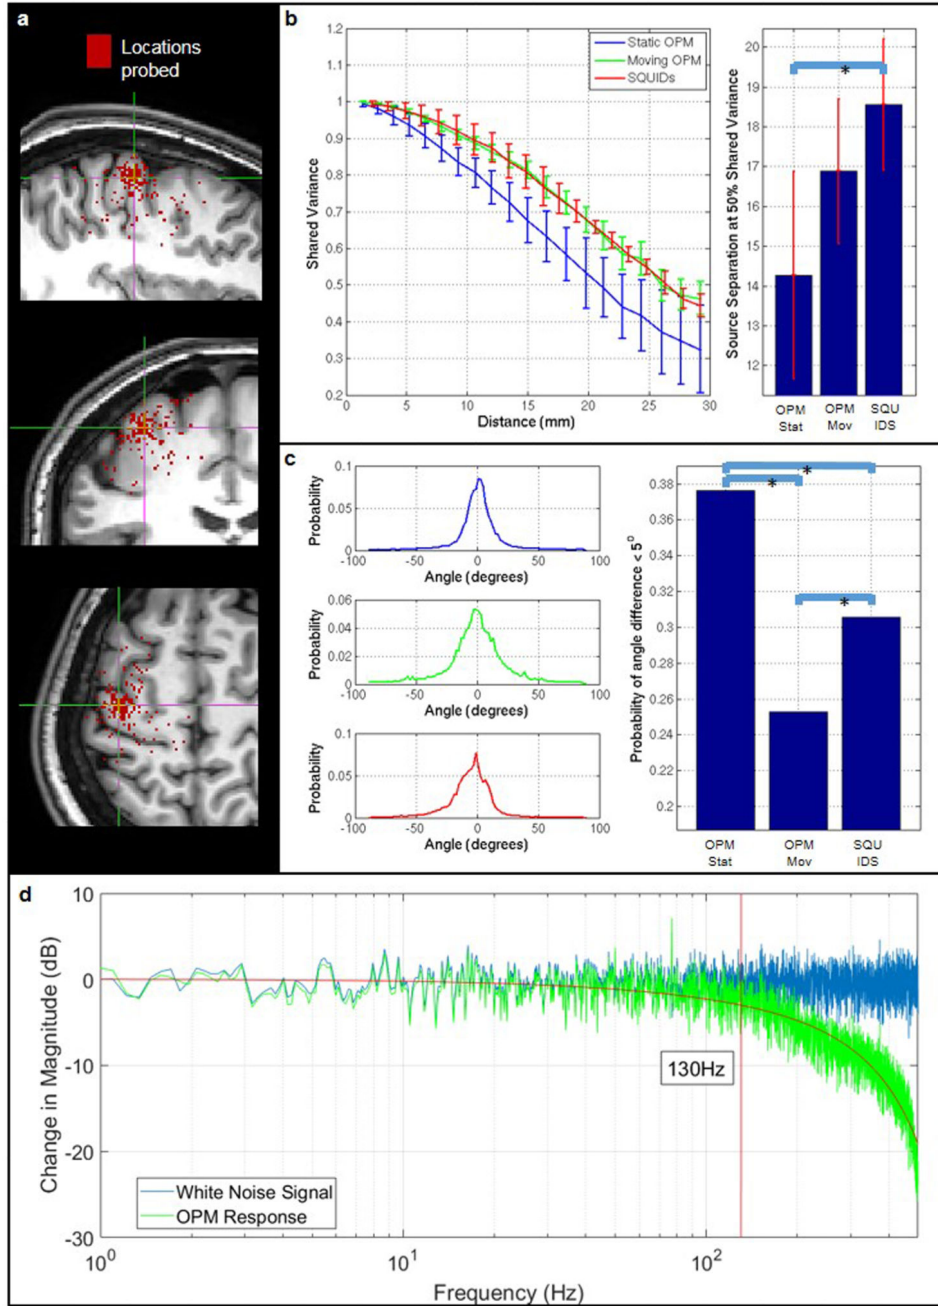 a
Locations
probed
b
Static OPM
Moving OPM
SQUIDs
Shared Variance
1
0.9
0.8
0.7
0.6
0.5
0.4
0.3
0.2
0
5
10
15
20
25
30
Distance (mm)
Source Separation at 50% Shared Variance
20
19
18
17
16
15
14
13
12
*
OPM
Stat
OPM
Mov
SQU
IDS
c
Probability
0.1
0.05
0
-100
-50
0
50
100
Angle (degrees)
Probability
0.06
0.04
0.02
0
-100
-50
0
50
100
Angle (degrees)
Probability
0.1
0.05
0
-100
-50
0
50
100
Angle (degrees)
Probability of angle difference < 5⁰
0.38
0.36
0.34
0.32
0.3
0.28
0.26
0.24
0.22
0.2
*
*
*
OPM
Stat
OPM
Mov
SQU
IDS
d
Change in Magnitude (dB)
10
0
-10
-20
-30
130Hz
White Noise Signal
OPM Response
10⁰
10¹
10²
Frequency (Hz)